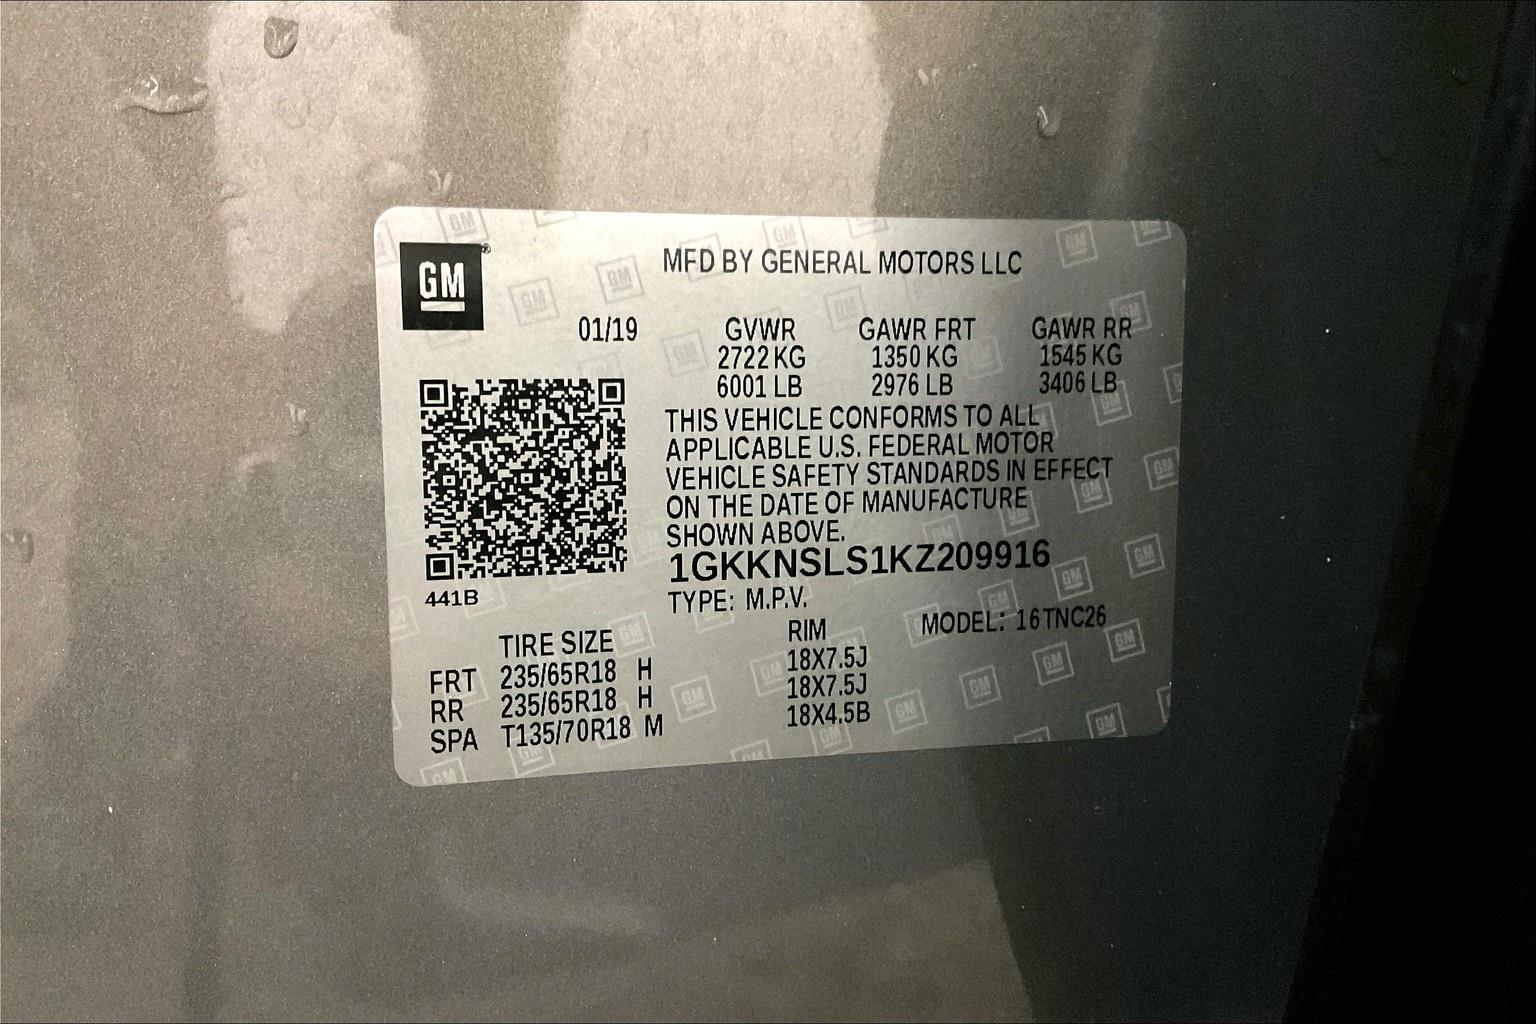 GM
MFD BY GENERAL MOTORS LLC
01/19 GVWR GAWR FRT GAWR RR
2722 KG 1350 KG 1545 KG
6001 LB 2976 LB 3406 LB
THIS VEHICLE CONFORMS TO ALL
APPLICABLE U.S. FEDERAL MOTOR
VEHICLE SAFETY STANDARDS IN EFFECT
ON THE DATE OF MANUFACTURE
SHOWN ABOVE.
1GKKNSLS1KZ209916
441B
TYPE: M.P.V.
MODEL: 16TNC26
TIRE SIZE RIM
FRT 235/65R18 H 18X7.5J
RR 235/65R18 H 18X7.5J
SPA T135/70R18 M 18X4.5B